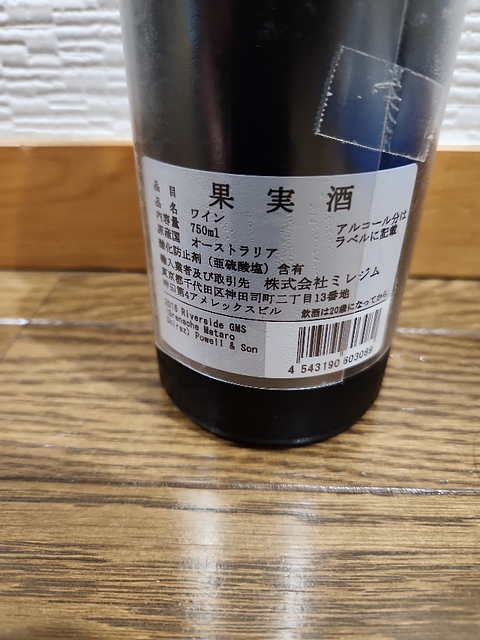 品目 果実酒
品名 ワイン
内容量 750ml
アルコール分は
ラベルに記載
原産国 オーストラリア
酸化防止剤(亜硫酸塩)含有
輸入業者及び取引先 株式会社ミレジム
東京都千代田区神田司町二丁目13番地
神田第4アメレックスビル
飲酒は20歳になってから
2016 Riverside GMS
(Grenache Mataro
Shiraz) Powell & Son
4 543190 603089